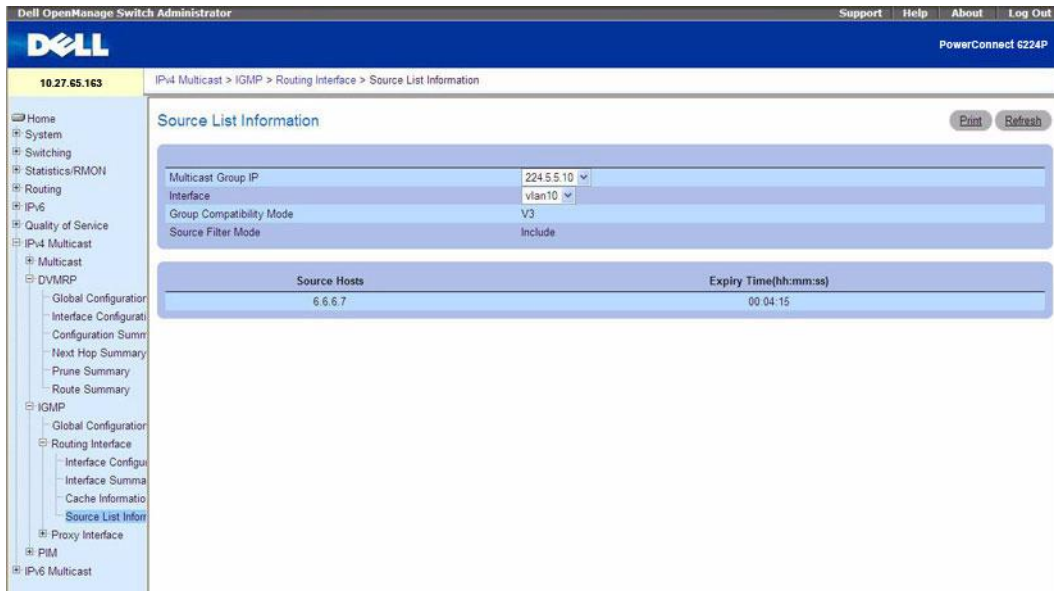 Dell OpenManage Switch Administrator
Support Help About Log Out
DELL
PowerConnect 6224P
10.27.65.163
IPv4 Multicast > IGMP > Routing Interface > Source List Information
Home
System
Switching
Statistics/RMON
Routing
IPv6
Quality of Service
IPv4 Multicast
Multicast
DVMRP
Global Configuration
Interface Configurati
Configuration Summ
Next Hop Summary
Prune Summary
Route Summary
IGMP
Global Configuration
Routing Interface
Interface Configu
Interface Summa
Cache Informatio
Source List Inform
Proxy Interface
PIM
IPv6 Multicast
Source List Information
Print Refresh
Multicast Group IP 224.5.5.10
Interface vlan10
Group Compatibility Mode V3
Source Filter Mode Include
Source Hosts Expiry Time(hh:mm:ss)
6.6.6.7 00:04:15